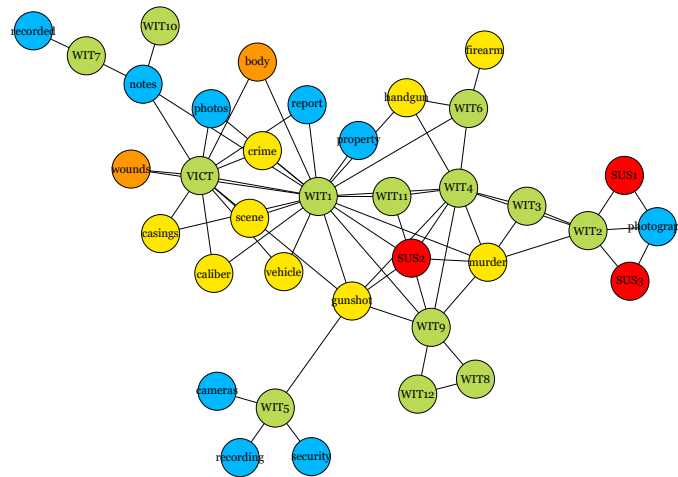 recorded
WIT10
WIT7
notes
body
firearm
photos
report
handgun
WIT6
property
crime
wounds
VICT
WIT1
WIT11
WIT4
SUS1
WIT3
casings
scene
WIT2
photograp
caliber
vehicle
SUS2
murder
SUS3
gunshot
WIT9
cameras
WIT5
WIT12
WIT8
recording
security